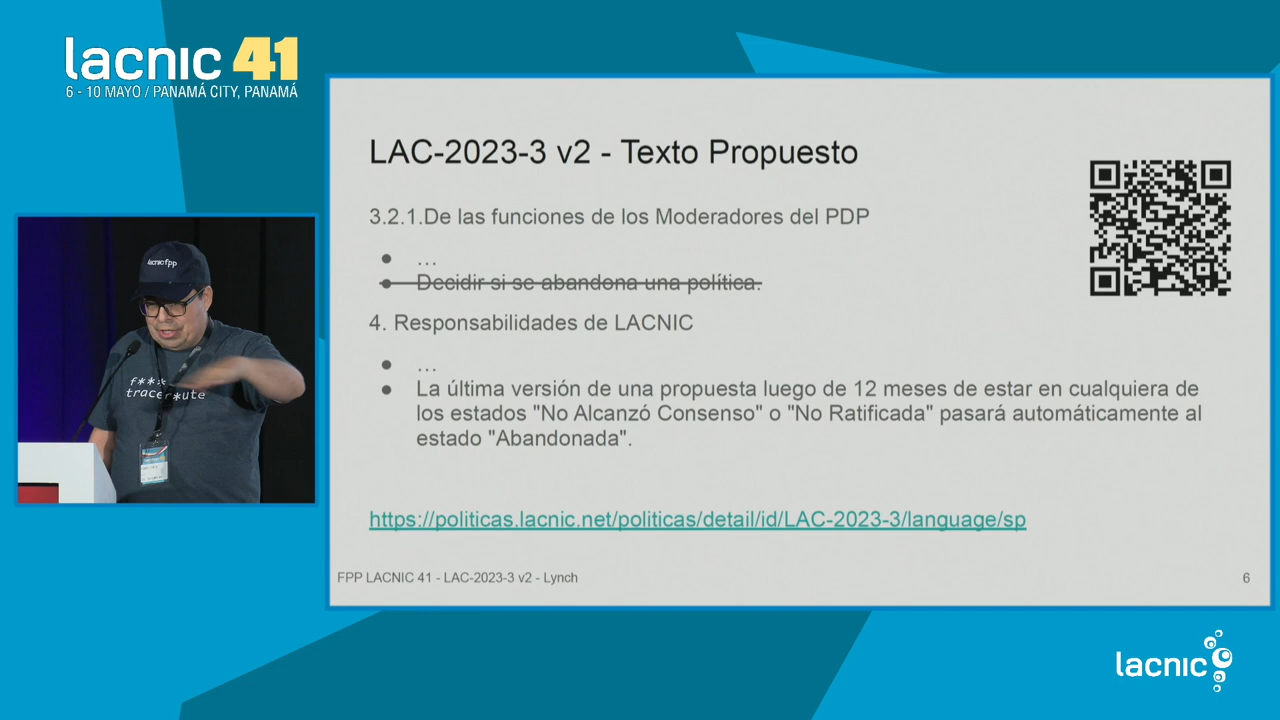 lacnic 41
6 - 10 MAYO / PANAMÁ CITY, PANAMÁ
LAC-2023-3 v2 - Texto Propuesto
3.2.1.De las funciones de los Moderadores del PDP
● …
● Decidir si se abandona una política.
4. Responsabilidades de LACNIC
● …
● La última versión de una propuesta luego de 12 meses de estar en cualquiera de
los estados "No Alcanzó Consenso" o "No Ratificada" pasará automáticamente al
estado "Abandonada".
https://politicas.lacnic.net/politicas/detail/id/LAC-2023-3/language/sp
FPP LACNIC 41 - LAC-2023-3 v2 - Lynch
6
lacnicfpp
f***
tracer*ute
lacnic